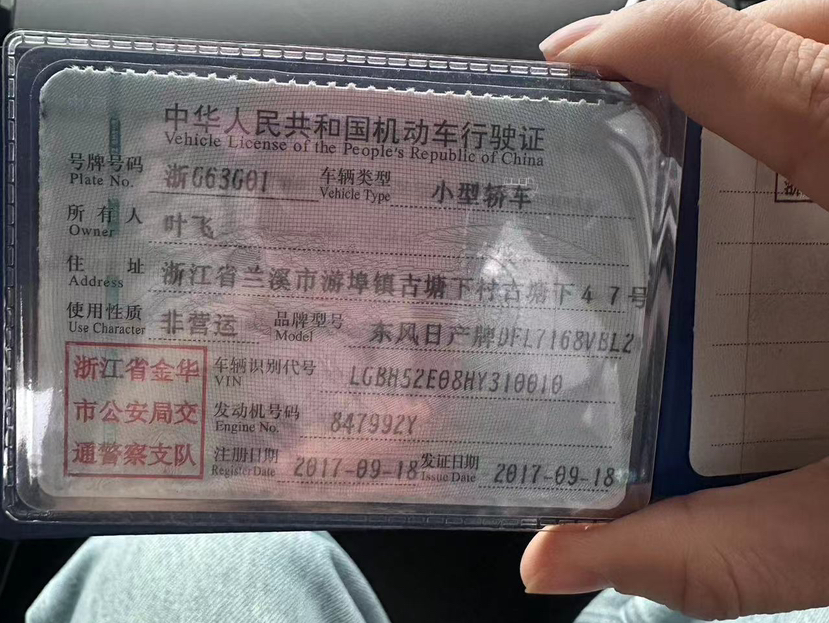 中华人民共和国机动车行驶证
Vehicle License of the People's Republic of China
号牌号码 浙G63G01 车辆类型 小型轿车
Plate No. Vehicle Type
所有人 叶飞
Owner
住址 浙江省兰溪市游埠镇古塘下村古塘下47号
Address
使用性质 非营运 品牌型号 东风日产牌DFL7168VBL2
Use Character Model
浙江省金华
市公安局交
通警察支队
车辆识别代号 LGBH52E08HY310010
VIN
发动机号码 847992Y
Engine No.
注册日期 2017-09-18 发证日期 2017-09-18
Register Date Issue Date